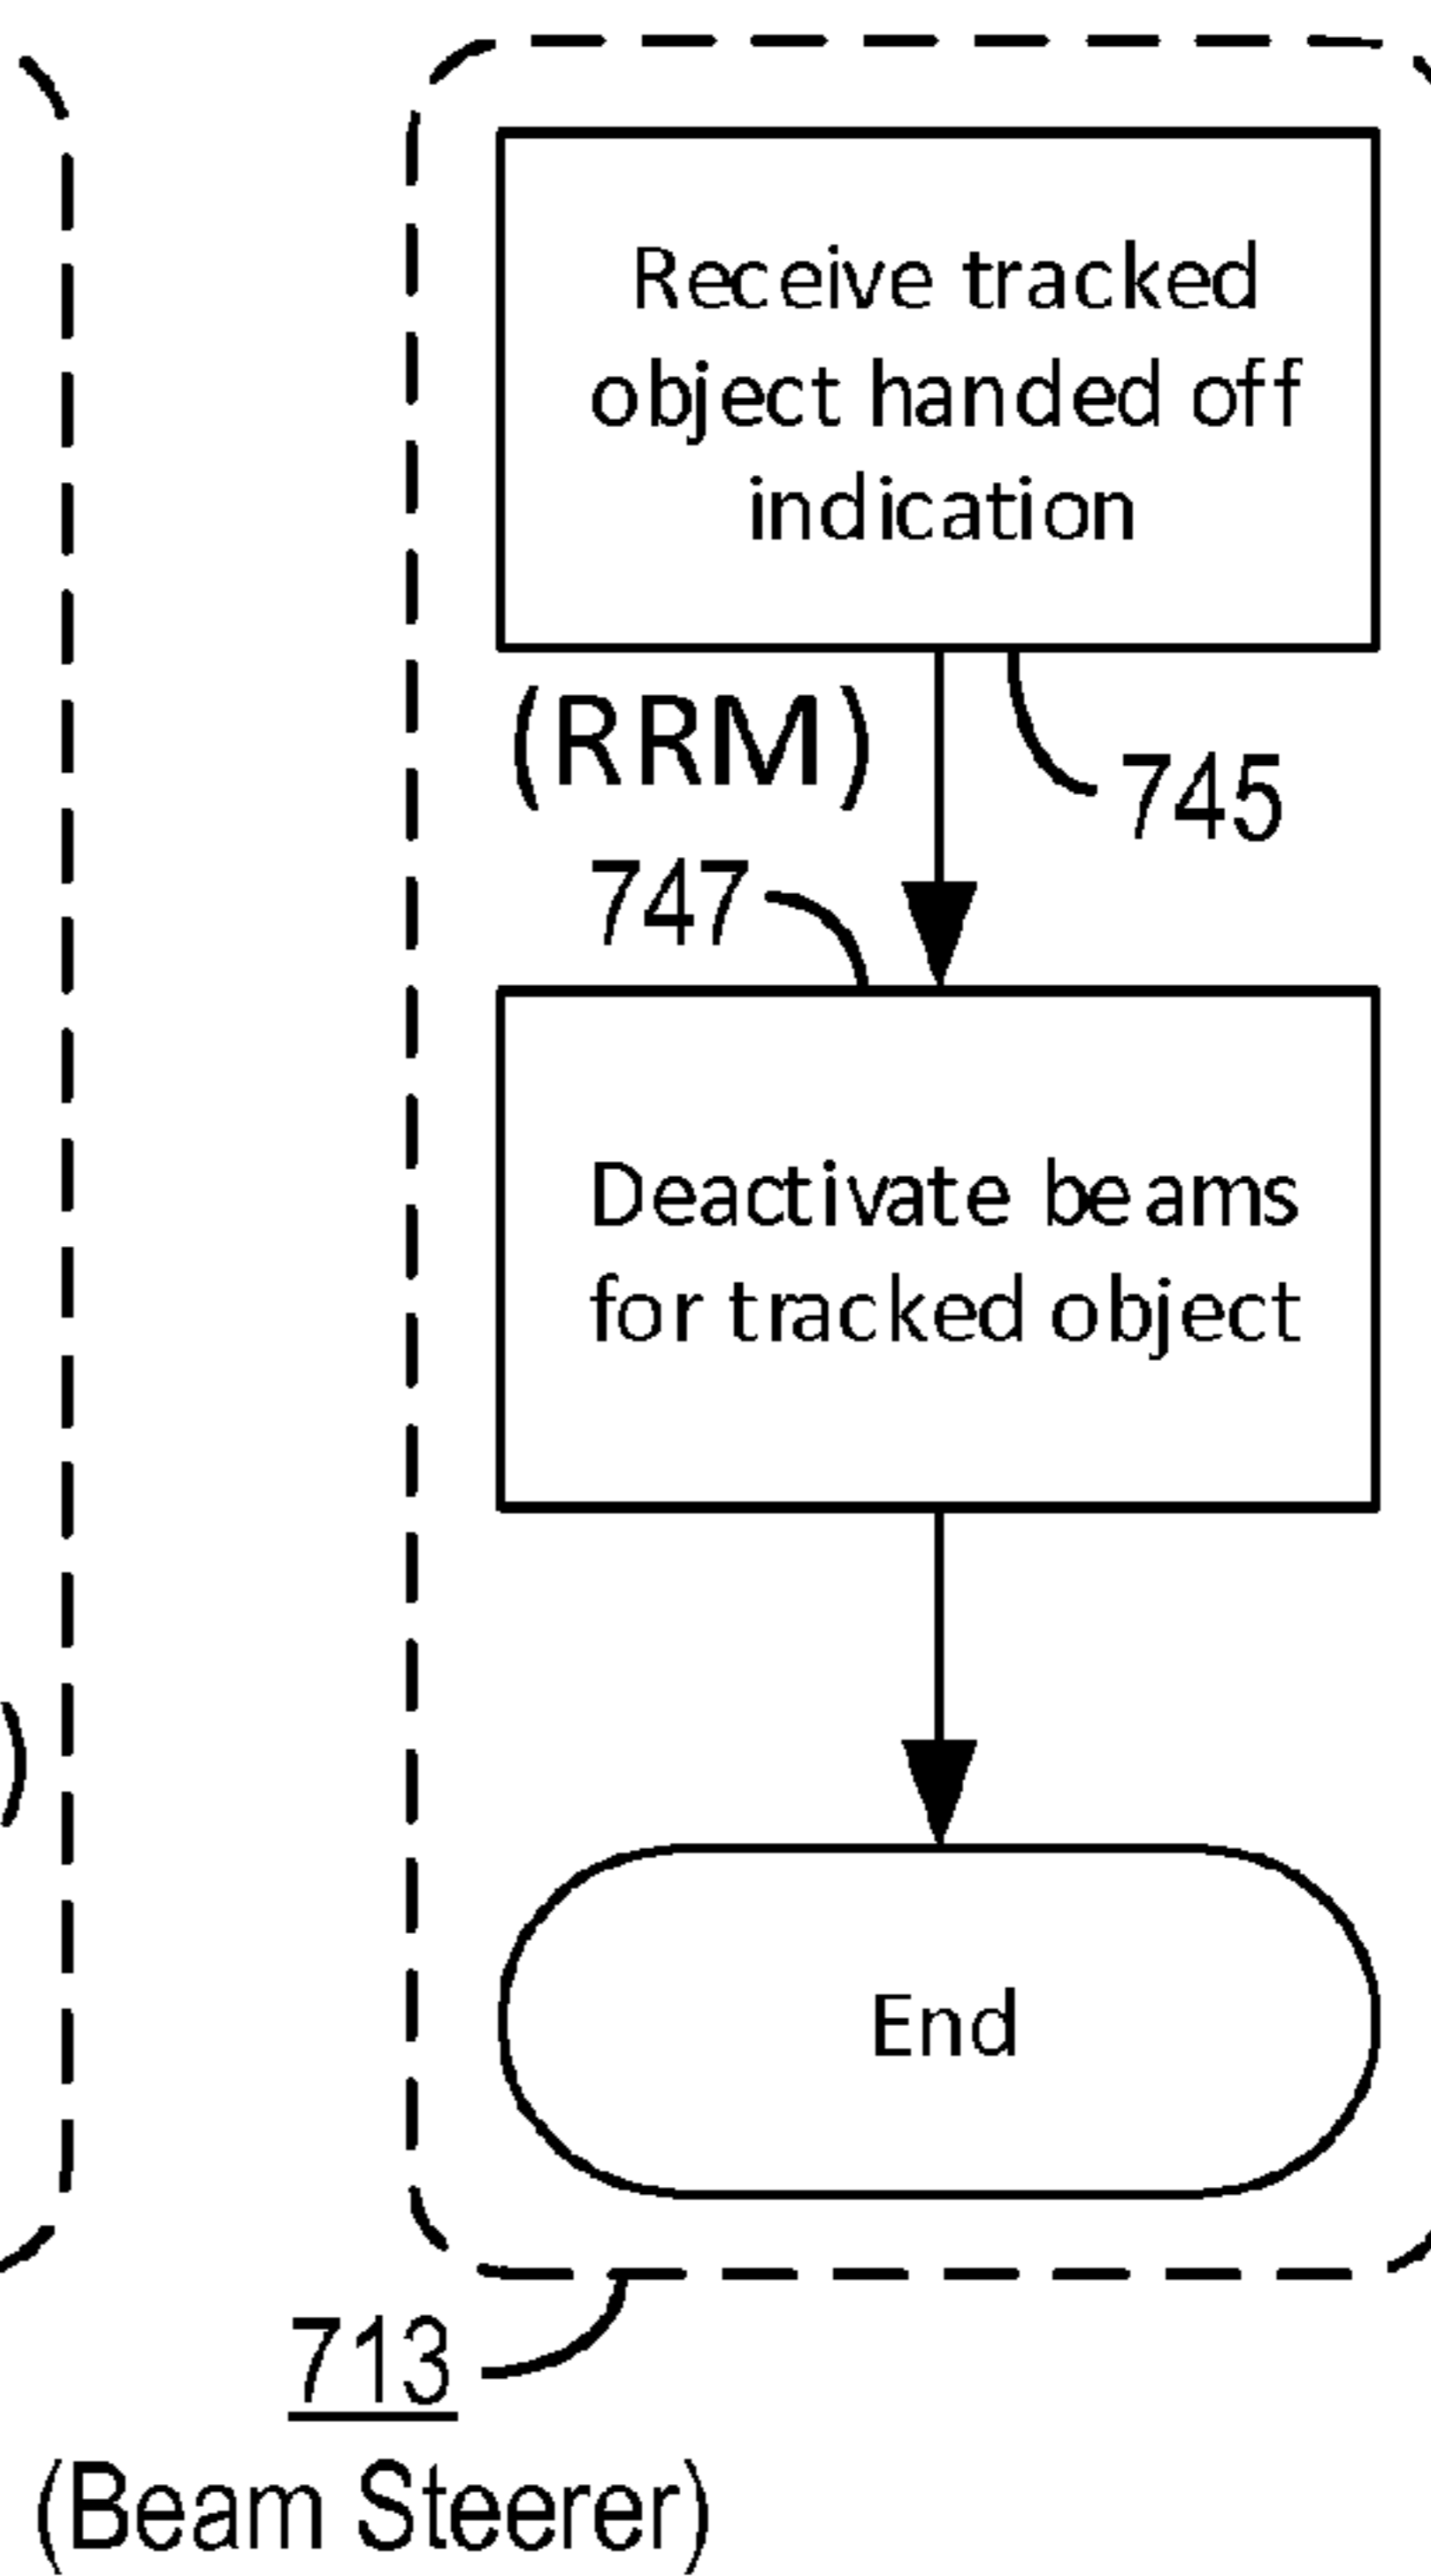 Receive tracked
object handed off
indication
(RRM)
745
747
Deactivate beams
for tracked object
)
End
713
(Beam Steerer)